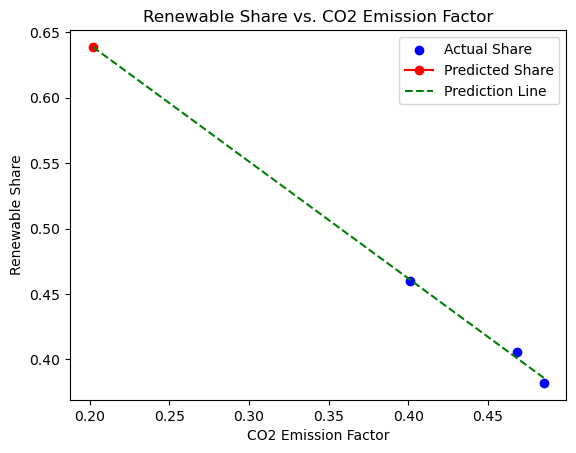 Renewable Share vs. CO2 Emission Factor
Actual Share
Predicted Share
Prediction Line
Renewable Share
0.65
0.60
0.55
0.50
0.45
0.40
0.20 0.25 0.30 0.35 0.40 0.45
CO2 Emission Factor